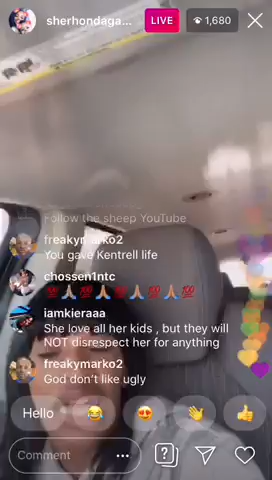 sherhondaga...
LIVE
1,680
Follow the sheep YouTube
freakymarko2
You gave Kentrell life
chossen1ntc
💯🙏🏽💯🙏🏽💯🙏🏽💯🙏🏽💯
iamkieraaa
She love all her kids , but they will
NOT disrespect her for anything
freakymarko2
God don't like ugly
Hello 😂 😍 👋 👍
Comment